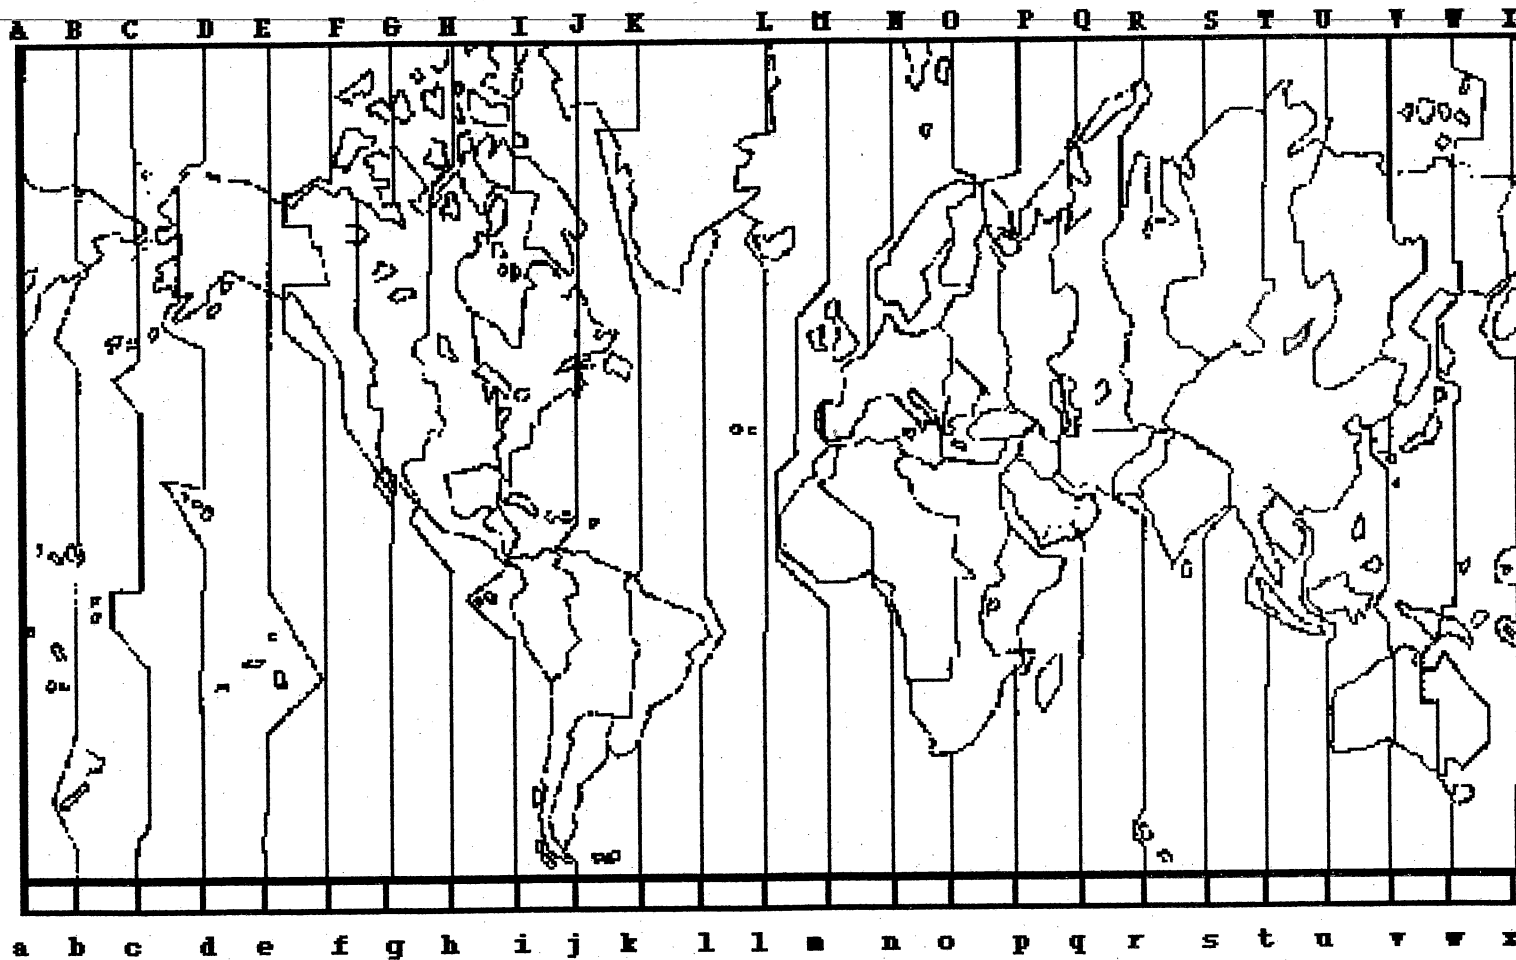 A B C D E F G H I J K L M N O P Q R S T U V W X
a b c d e f g h i j k l l m n o p q r s t u v w x